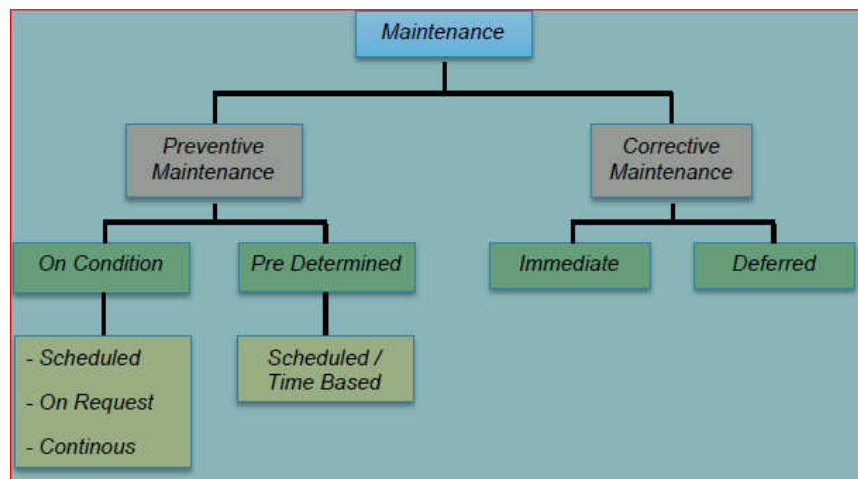 Maintenance
Preventive
Maintenance
Corrective
Maintenance
On Condition
Pre Determined
Immediate
Deferred
- Scheduled
- On Request
- Continous
Scheduled /
Time Based